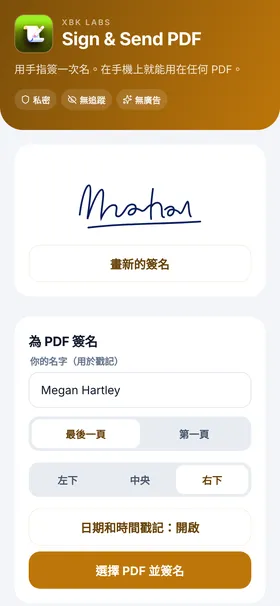 XBK LABS
Sign & Send PDF
用手指簽一次名。在手機上就能用在任何 PDF。
私密 無追蹤 無廣告
畫新的簽名
為 PDF 簽名
你的名字（用於戳記）
Megan Hartley
最後一頁 第一頁
左下 中央 右下
日期和時間戳記：開啟
選擇 PDF 並簽名